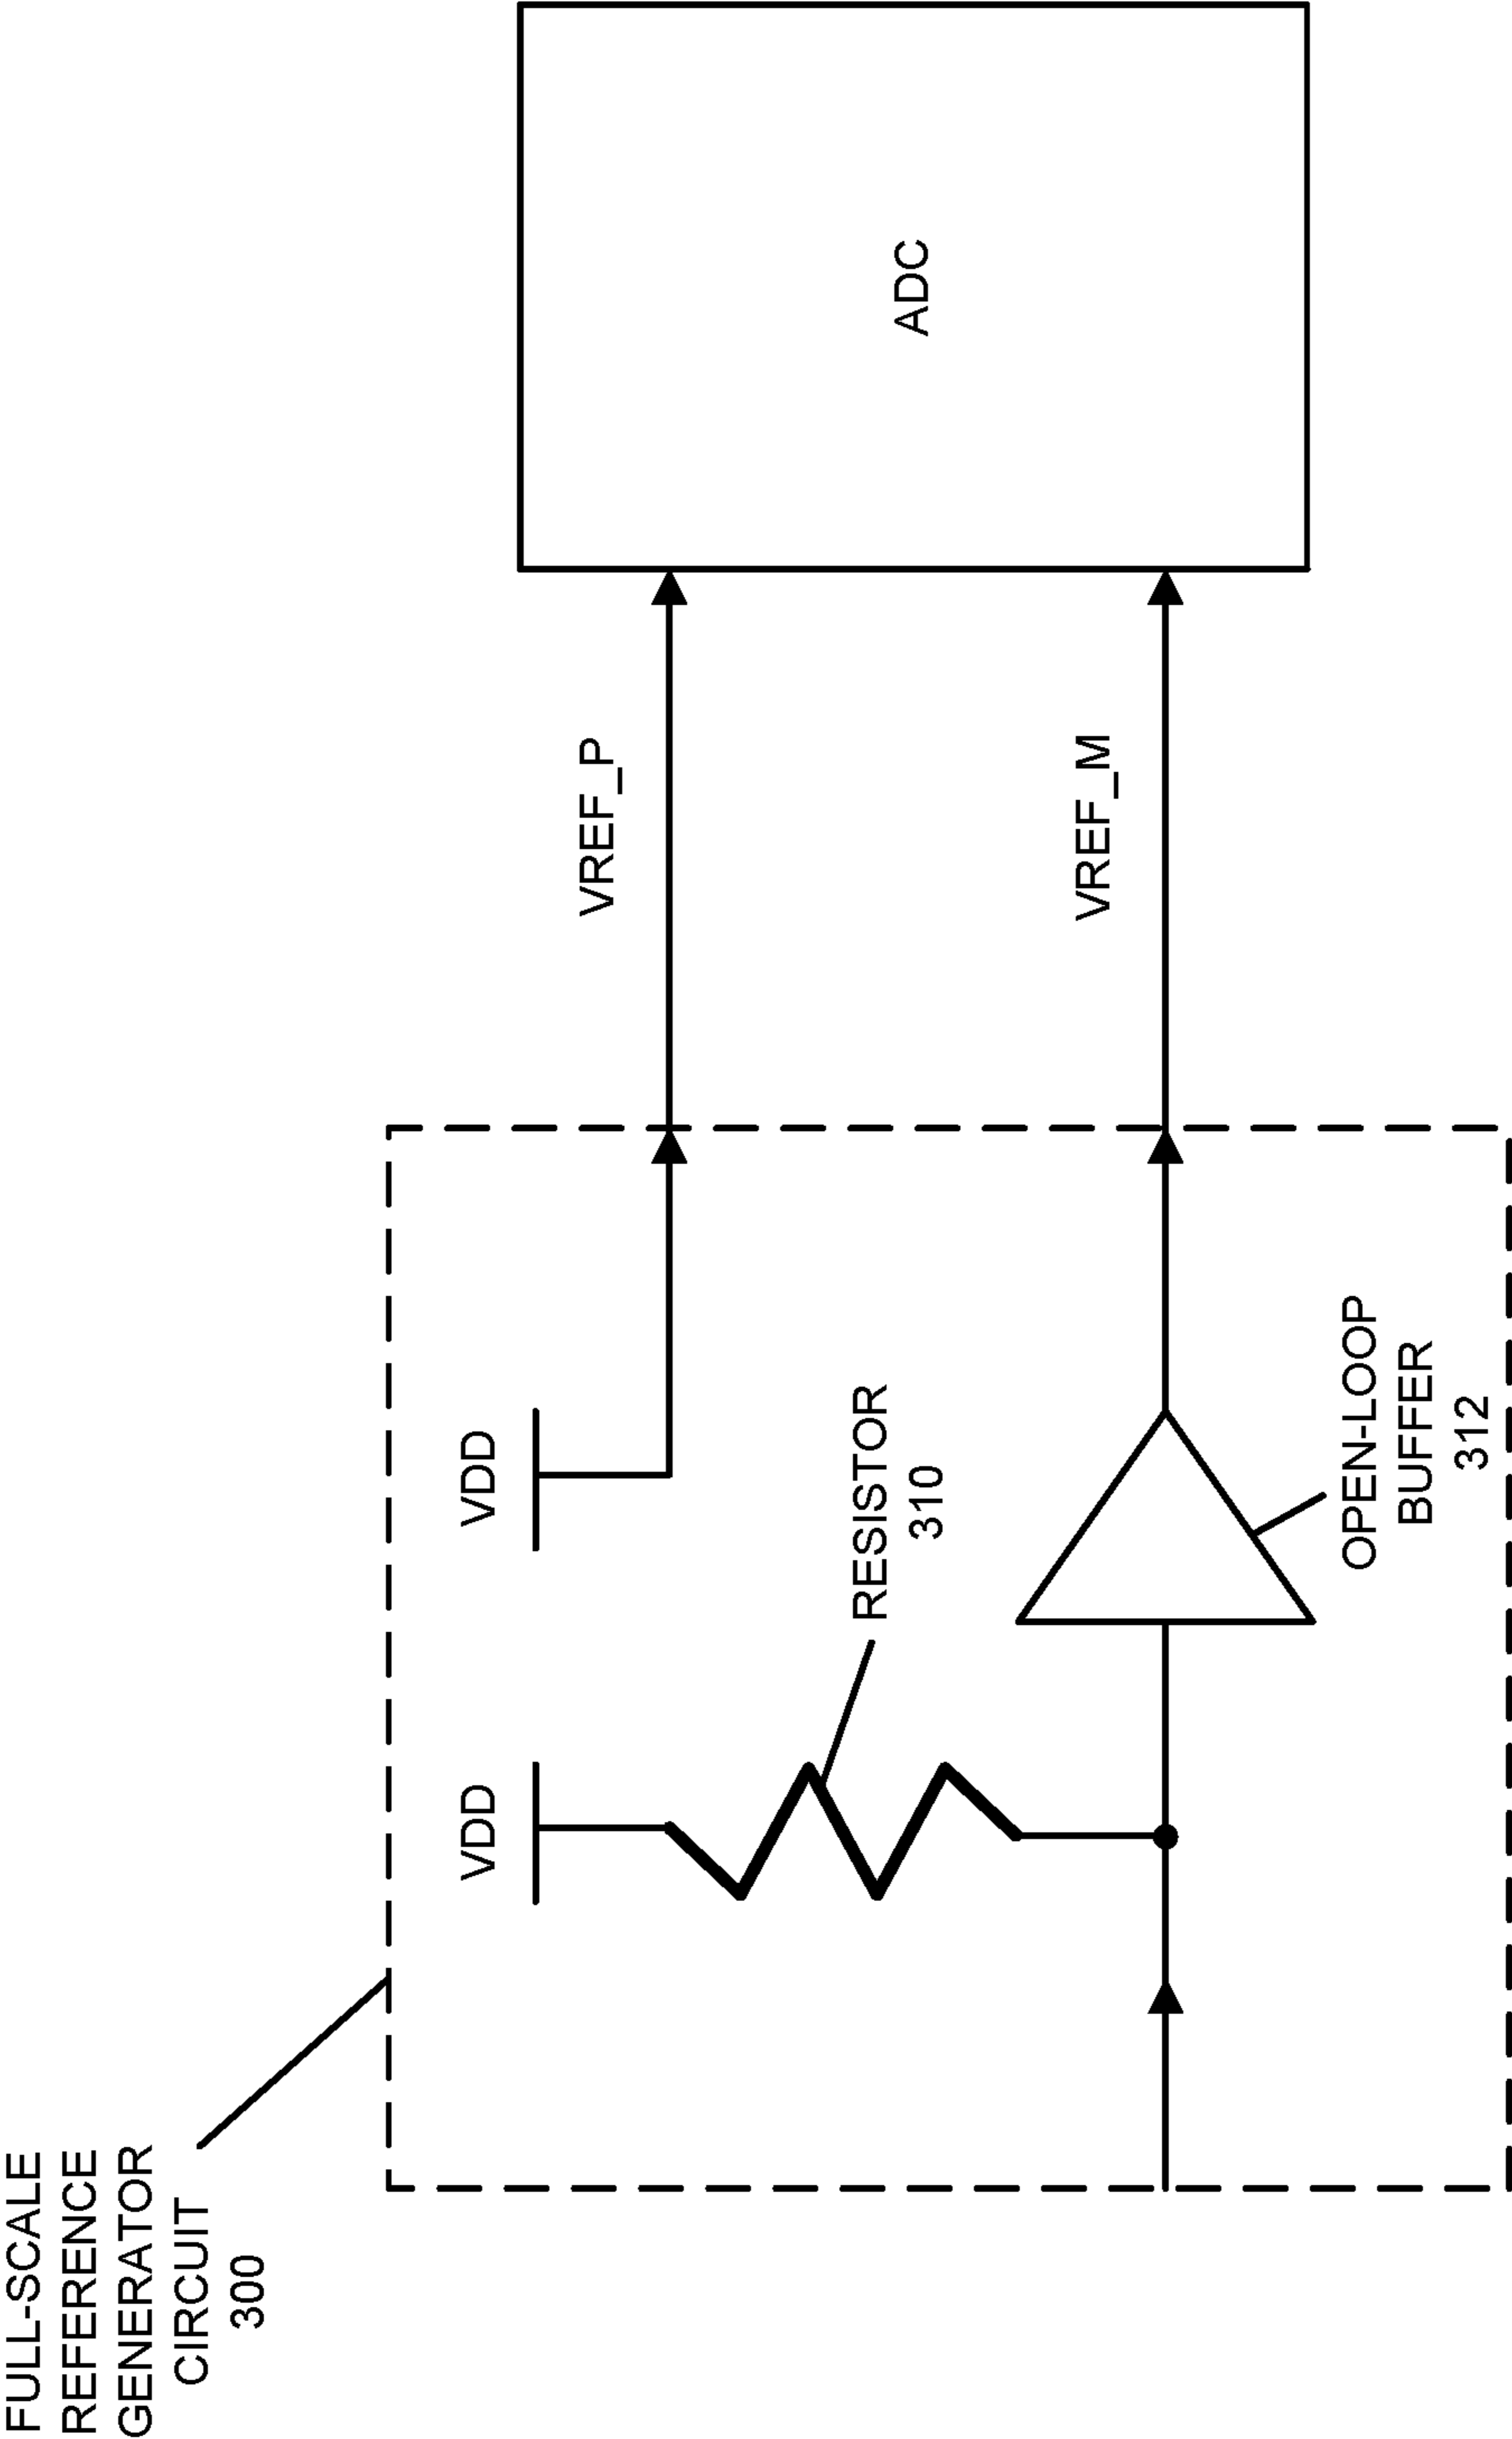 FULL-SCALE
REFERENCE
GENERATOR
CIRCUIT
300
VDD
VDD
RESISTOR
310
OPEN-LOOP
BUFFER
312
VREF_P
VREF_M
ADC